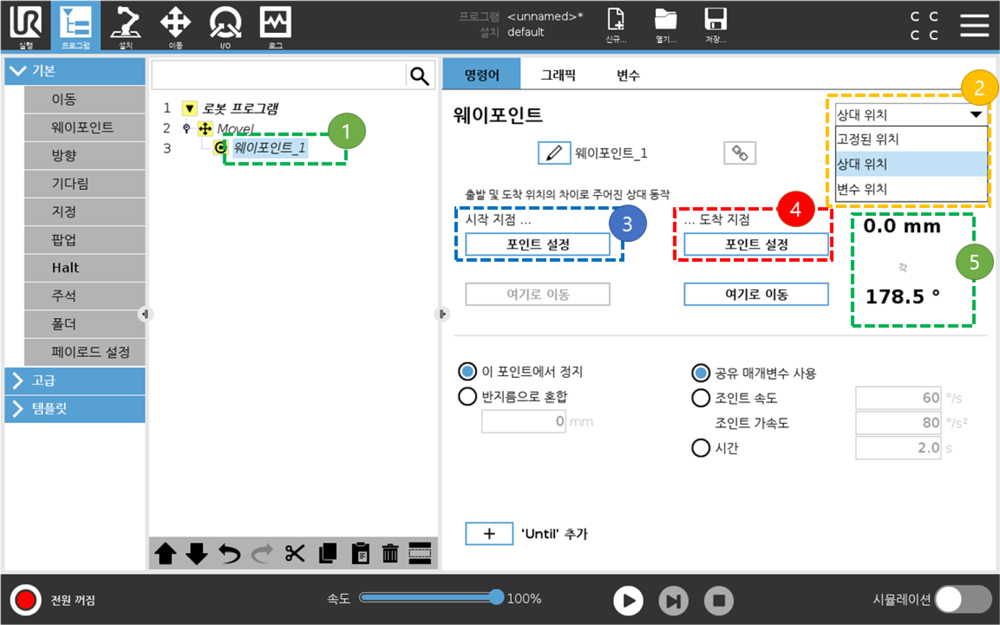 UR
실행
프로그램
설치
이동
I/O
로그
프로그램 <unnamed>*
설치 default
신규...
열기...
저장...
C C
C C
기본
이동
웨이포인트
방향
기다림
지정
팝업
Halt
주석
폴더
페이로드 설정
고급
템플릿
1 로봇 프로그램
2 MoveJ
3 웨이포인트_1
1
명령어 그래픽 변수
웨이포인트
2
상대 위치
고정된 위치
상대 위치
변수 위치
웨이포인트_1
출발 및 도착 위치의 차이로 주어진 상대 동작
시작 지점 ...
포인트 설정
3
... 도착 지점
포인트 설정
4
0.0 mm
각
178.5 °
5
여기로 이동
여기로 이동
이 포인트에서 정지
반지름으로 혼합
0 mm
공유 매개변수 사용
조인트 속도 60 °/s
조인트 가속도 80 °/s²
시간 2.0 s
+ 'Until' 추가
전원 꺼짐
속도 100%
시뮬레이션